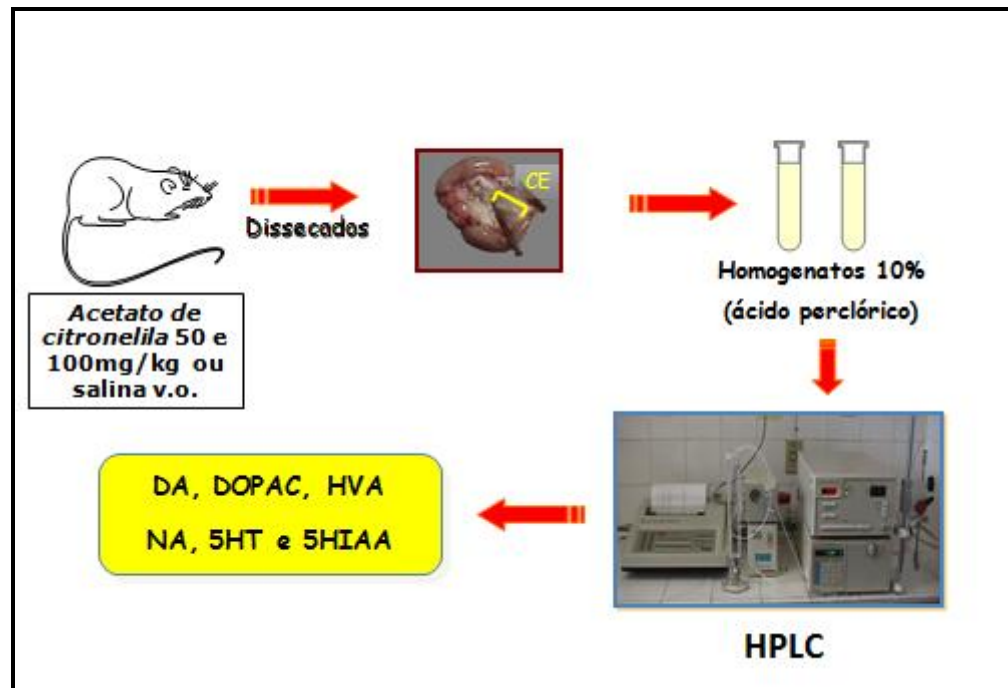 CE
Dissecados
Homogenatos 10%
(ácido perclórico)
Acetato de
citronelila 50 e
100mg/kg ou
salina v.o.
DA, DOPAC, HVA
NA, 5HT e 5HIAA
HPLC